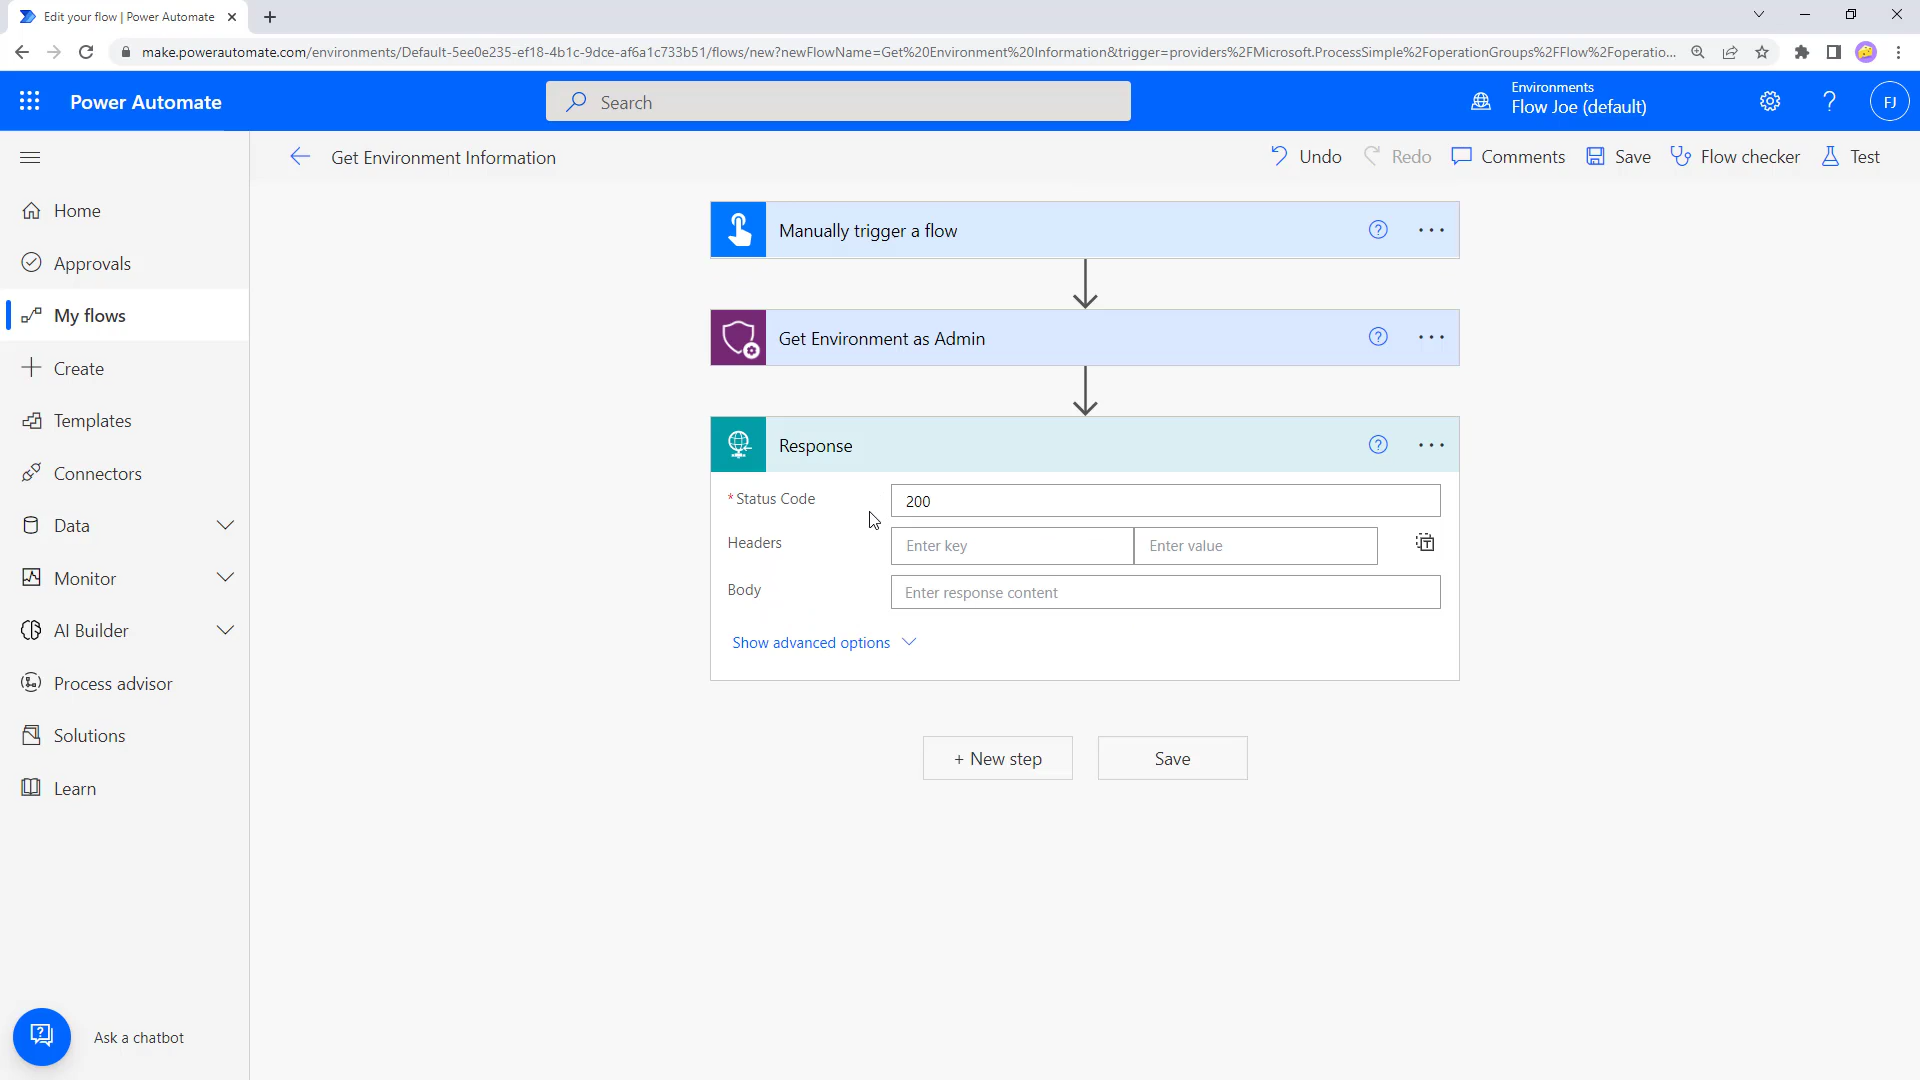 Edit your flow | Power Automate
make.powerautomate.com/environments/Default-5ee0e235-ef18-4b1c-9dce-af6a1c733b51/flows/new?newFlowName=Get%20Environment%20Information&trigger=providers%2FMicrosoft.ProcessSimple%2FoperationGroups%2FFlow%2Foperatio...
Power Automate
Search
Environments
Flow Joe (default)
FJ
Get Environment Information
Undo
Redo
Comments
Save
Flow checker
Test
Home
Approvals
My flows
Create
Templates
Connectors
Data
Monitor
AI Builder
Process advisor
Solutions
Learn
Ask a chatbot
Manually trigger a flow
Get Environment as Admin
Response
* Status Code
200
Headers
Enter key
Enter value
Body
Enter response content
Show advanced options
+ New step
Save